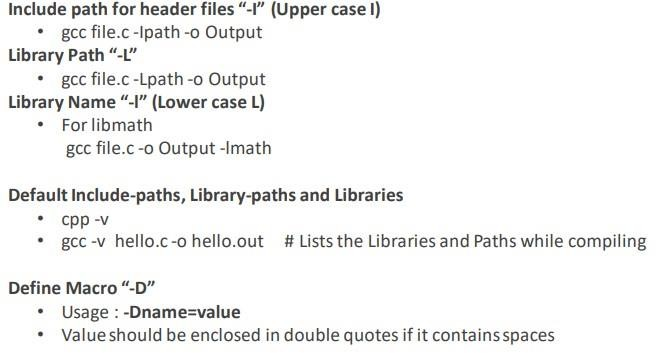 Include path for header files “-I” (Upper case I)
• gcc file.c -Ipath -o Output
Library Path “-L”
• gcc file.c -Lpath -o Output
Library Name “-l” (Lower case L)
• For libmath
gcc file.c -o Output -lmath
Default Include-paths, Library-paths and Libraries
• cpp -v
• gcc -v hello.c -o hello.out # Lists the Libraries and Paths while compiling
Define Macro “-D”
• Usage : -Dname=value
• Value should be enclosed in double quotes if it contains spaces